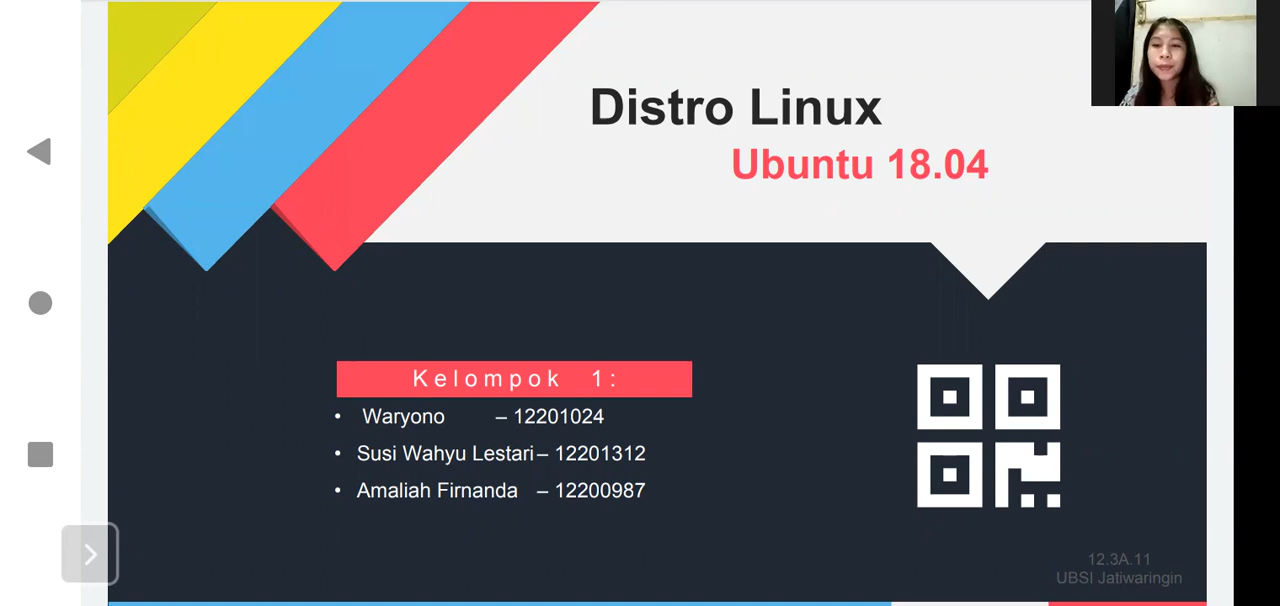 Distro Linux
Ubuntu 18.04
Kelompok 1:
• Waryono – 12201024
• Susi Wahyu Lestari – 12201312
• Amaliah Firnanda – 12200987
12.3A.11
UBSI Jatiwaringin